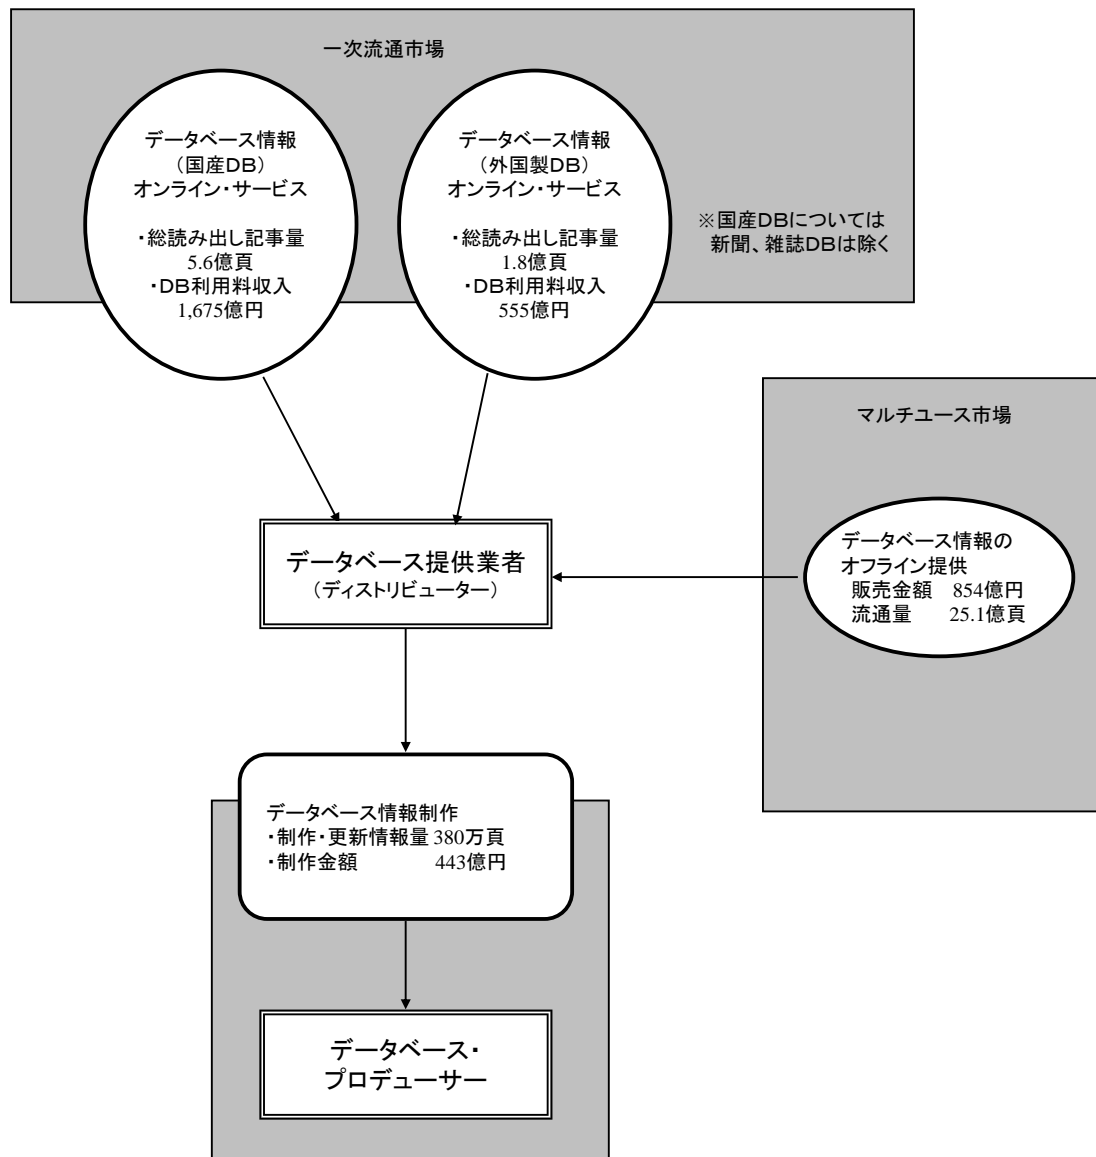 一次流通市場
データベース情報
（国産ＤＢ）
オンライン・サービス
・総読み出し記事量
5.6億頁
・ＤＢ利用料収入
1,675億円
データベース情報
（外国製ＤＢ）
オンライン・サービス
・総読み出し記事量
1.8億頁
・ＤＢ利用料収入
555億円
※国産ＤＢについては
新聞、雑誌ＤＢは除く
マルチユース市場
データベース情報の
オフライン提供
販売金額　854億円
流通量　25.1億頁
データベース提供業者
（ディストリビューター）
データベース情報制作
・制作・更新情報量 380万頁
・制作金額　443億円
データベース・
プロデューサー